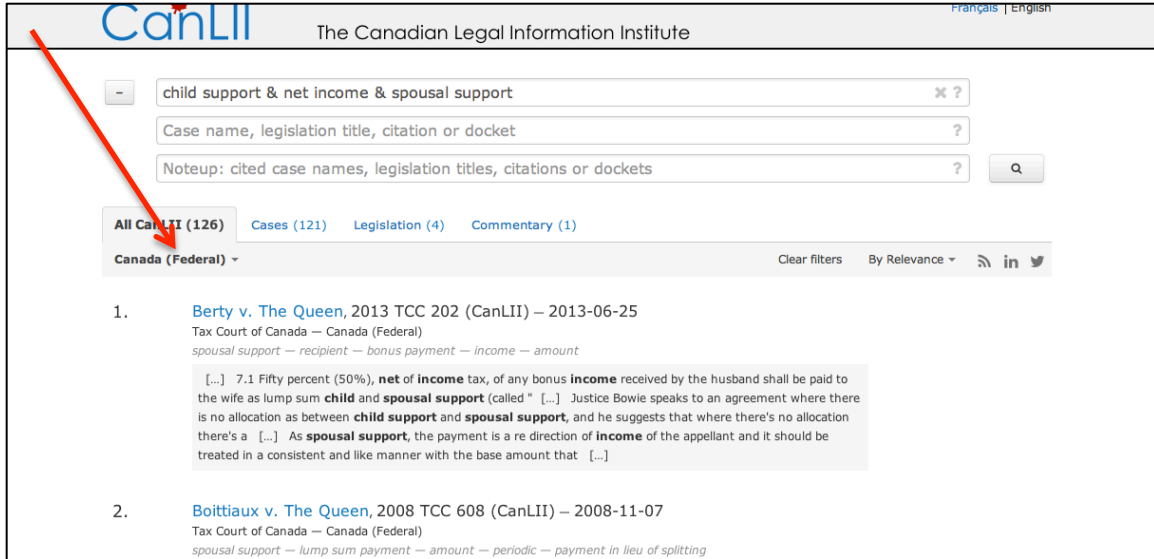 CanLII
The Canadian Legal Information Institute
Français | English
–
child support & net income & spousal support
✖ ?
Case name, legislation title, citation or docket
?
Noteup: cited case names, legislation titles, citations or dockets
?
All CanLII (126) Cases (121) Legislation (4) Commentary (1)
Canada (Federal) Clear filters By Relevance in
1. Berty v. The Queen, 2013 TCC 202 (CanLII) — 2013-06-25
Tax Court of Canada — Canada (Federal)
spousal support — recipient — bonus payment — income — amount
[...] 7.1 Fifty percent (50%), net of income tax, of any bonus income received by the husband shall be paid to
the wife as lump sum child and spousal support (called " [...] Justice Bowie speaks to an agreement where there
is no allocation as between child support and spousal support, and he suggests that where there's no allocation
there's a [...] As spousal support, the payment is a re direction of income of the appellant and it should be
treated in a consistent and like manner with the base amount that [...]
2. Boittiaux v. The Queen, 2008 TCC 608 (CanLII) — 2008-11-07
Tax Court of Canada — Canada (Federal)
spousal support — lump sum payment — amount — periodic — payment in lieu of splitting